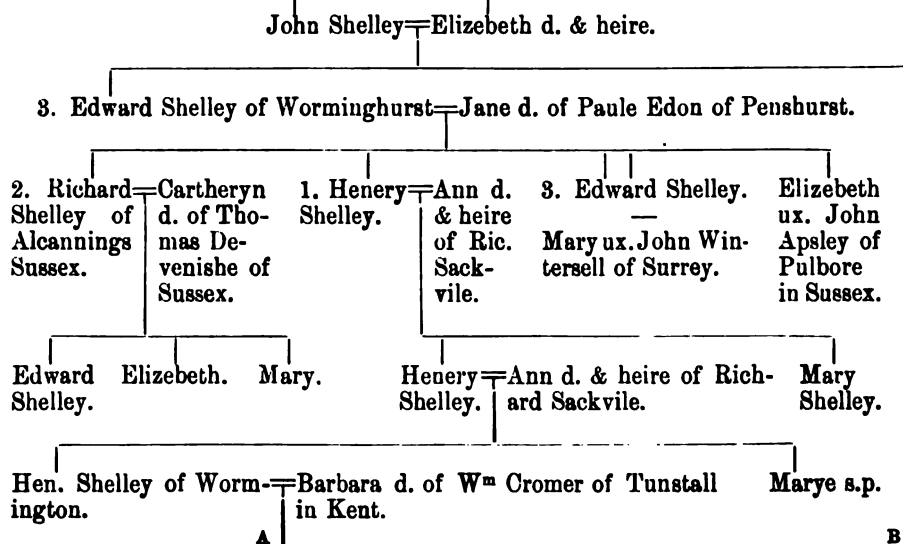 John Shelley Elizebeth d. & heire.
3. Edward Shelley of Worminghurst Jane d. of Paule Edon of Penshurst.
2. Richard
Shelley of
Alcannings
Sussex.
Cartheryn
d. of Tho-
mas De-
venishe of
Sussex.
1. Henery
Shelley.
Ann d.
& heire
of Ric.
Sack-
vile.
3. Edward Shelley.
—
Mary ux. John Win-
tersell of Surrey.
Elizebeth
ux. John
Apsley of
Pulbore
in Sussex.
Edward
Shelley.
Elizebeth.
Mary.
Henery
Shelley.
Ann d. & heire of Rich-
ard Sackvile.
Mary
Shelley.
Hen. Shelley of Worm-
ington.
Barbara d. of Wm Cromer of Tunstall
in Kent.
Marye s.p.
A
B